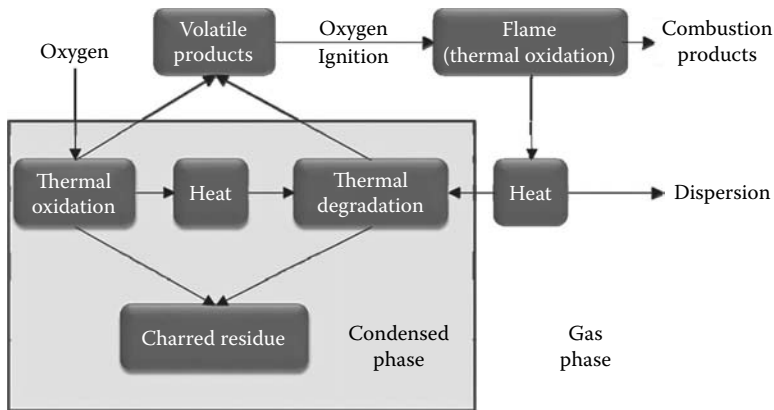 Oxygen
Volatile
products
Oxygen
Ignition
Flame
(thermal oxidation)
Combustion
products
Thermal
oxidation
Heat
Thermal
degradation
Heat
Dispersion
Charred residue
Condensed
phase
Gas
phase